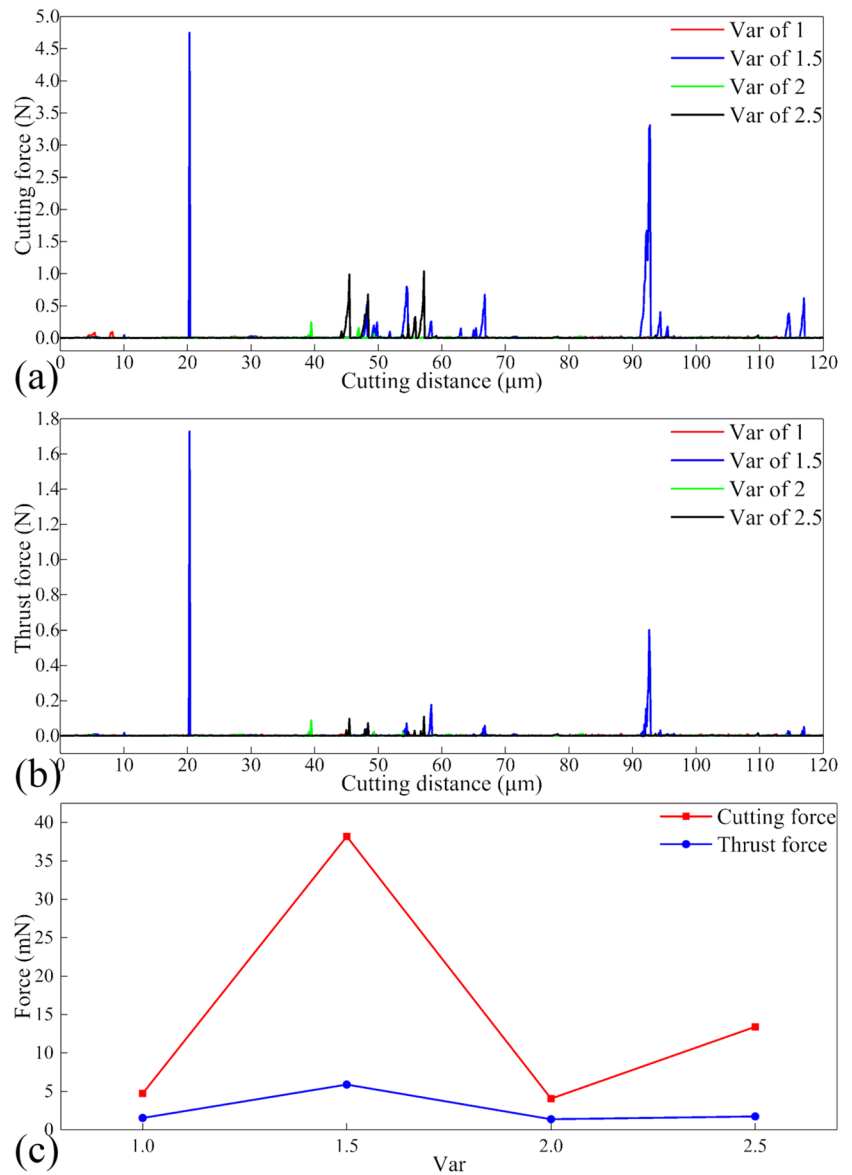 5.0
4.5
4.0
3.5
3.0
2.5
2.0
1.5
1.0
0.5
0.0
Cutting force (N)
Var of 1
Var of 1.5
Var of 2
Var of 2.5
0 10 20 30 40 50 60 70 80 90 100 110 120
(a)
Cutting distance (μm)
1.8
1.6
1.4
1.2
1.0
0.8
0.6
0.4
0.2
0.0
Thrust force (N)
Var of 1
Var of 1.5
Var of 2
Var of 2.5
0 10 20 30 40 50 60 70 80 90 100 110 120
(b)
Cutting distance (μm)
40
35
30
25
20
15
10
5
0
Force (mN)
Cutting force
Thrust force
1.0 1.5 2.0 2.5
(c)
Var